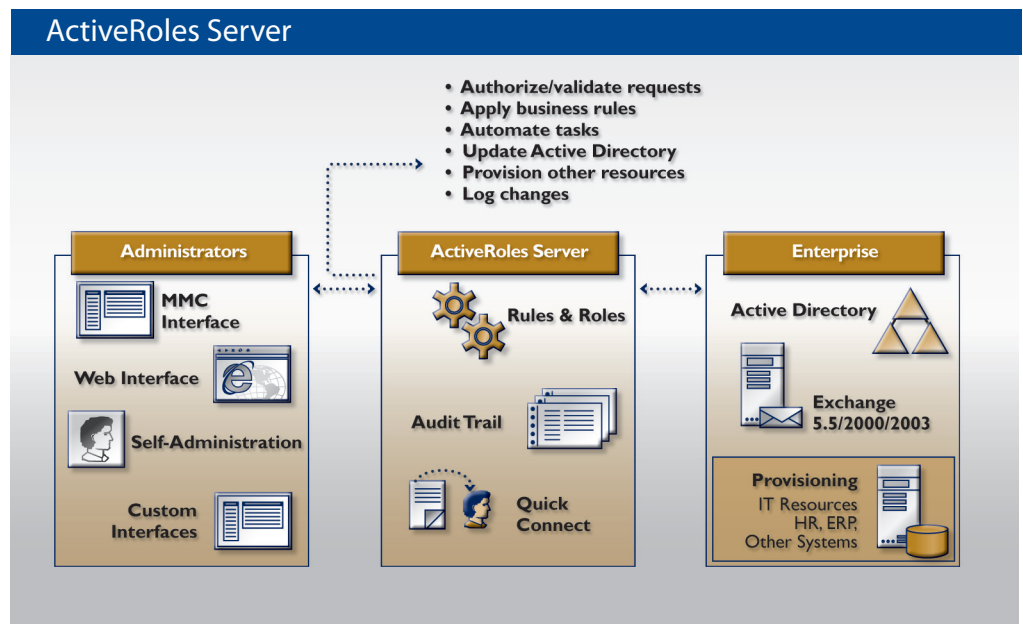 ActiveRoles Server
• Authorize/validate requests
• Apply business rules
• Automate tasks
• Update Active Directory
• Provision other resources
• Log changes
Administrators
MMC
Interface
Web Interface
Self-Administration
Custom
Interfaces
ActiveRoles Server
Rules & Roles
Audit Trail
Quick
Connect
Enterprise
Active Directory
Exchange
5.5/2000/2003
Provisioning
IT Resources
HR, ERP,
Other Systems